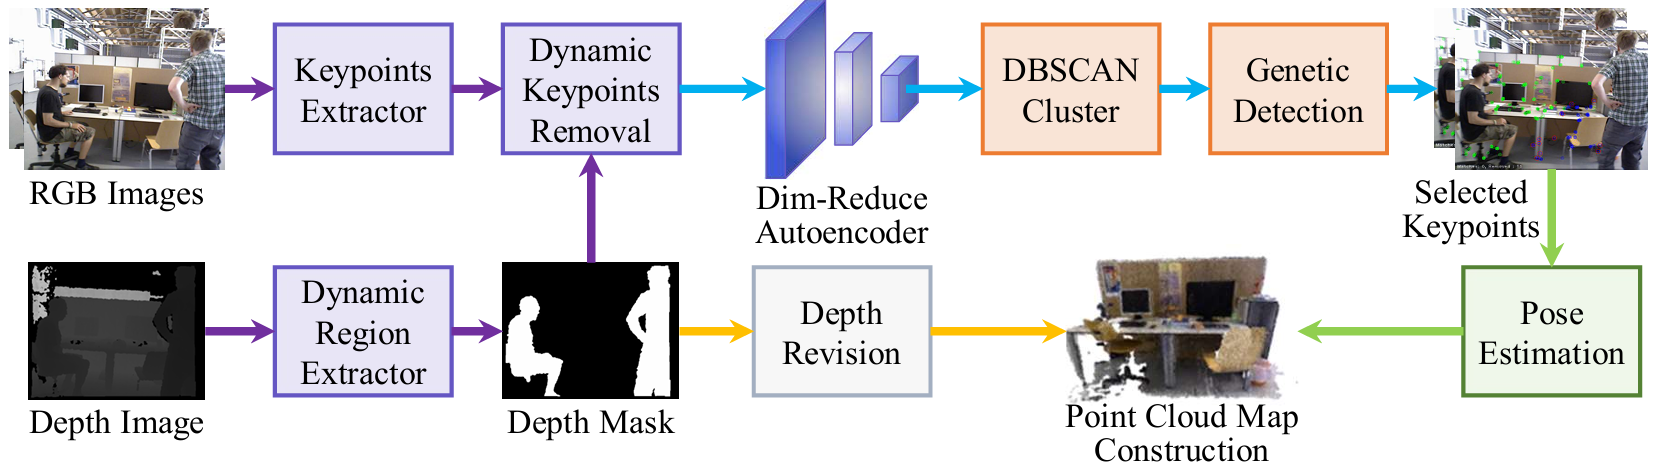 Keypoints
Extractor
Dynamic
Keypoints
Removal
DBSCAN
Cluster
Genetic
Detection
RGB Images
Dim-Reduce
Autoencoder
Selected
Keypoints
Dynamic
Region
Extractor
Depth
Revision
Pose
Estimation
Depth Image
Depth Mask
Point Cloud Map
Construction